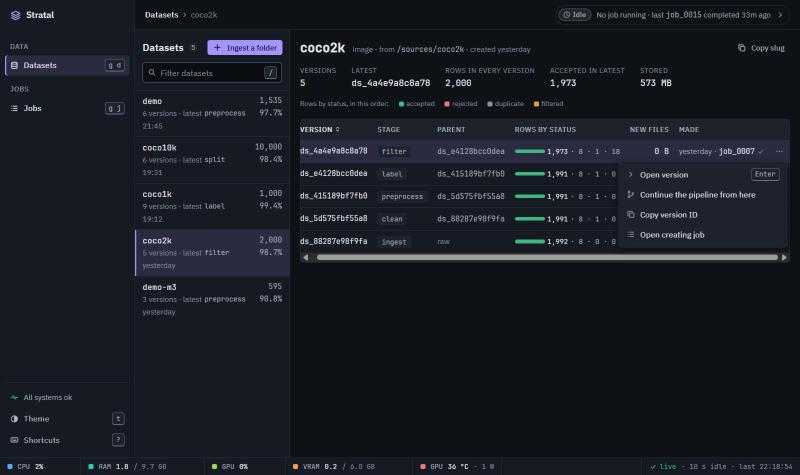 Stratal
Datasets › coco2k
Idle No job running · last job_0015 completed 33m ago
DATA
Datasets g d
JOBS
Jobs g j
Datasets 5
+ Ingest a folder
Filter datasets /
demo 1,535
6 versions · latest preprocess 97.7%
21:45
coco10k 10,000
6 versions · latest split 98.4%
19:31
coco1k 1,000
9 versions · latest label 99.4%
19:12
coco2k 2,000
5 versions · latest filter 98.7%
yesterday
demo-m3 595
3 versions · latest preprocess 90.8%
yesterday
coco2k image · from /sources/coco2k · created yesterday
Copy slug
VERSIONS LATEST ROWS IN EVERY VERSION ACCEPTED IN LATEST STORED
5 ds_4a4e9a8c8a78 2,000 1,973 573 MB
Rows by status, in this order: accepted rejected duplicate filtered
VERSION STAGE PARENT ROWS BY STATUS NEW FILES MADE
ds_4a4e9a8c8a78 filter ds_e4128bcc0dea 1,973 · 8 · 1 · 18 0 B yesterday · job_0007
ds_e4128bcc0dea label ds_415189bf7fb0 1,991 · 8 · 1 · 0
ds_415189bf7fb0 preprocess ds_5d575fbf55a8 1,991 · 8 · 1 · 0
ds_5d575fbf55a8 clean ds_88287e98f9fa 1,991 · 8 · 1 · 0
ds_88287e98f9fa ingest raw 1,992 · 8 · 0 · 0
Open version Enter
Continue the pipeline from here
Copy version ID
Open creating job
All systems ok
Theme t
Shortcuts ?
CPU 2% RAM 1.8 / 9.7 GB GPU 0% VRAM 0.2 / 6.0 GB GPU 36 °C · 1 W live · 10 s idle · last 22:18:54